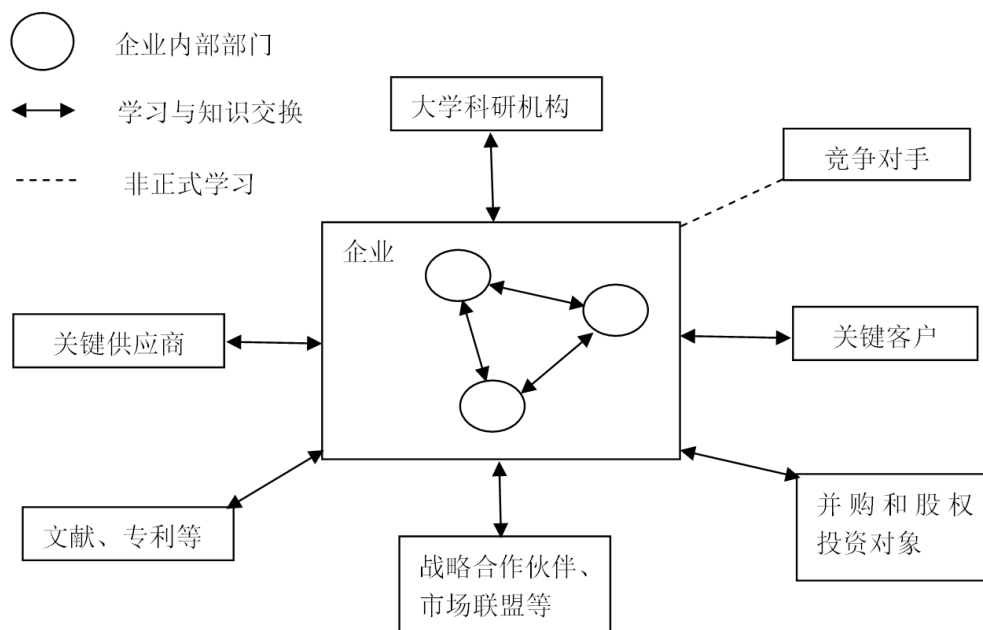 企业内部部门
学习与知识交换
非正式学习
大学科研机构
竞争对手
企业
关键供应商
关键客户
文献、专利等
战略合作伙伴、
市场联盟等
并购和股权
投资对象